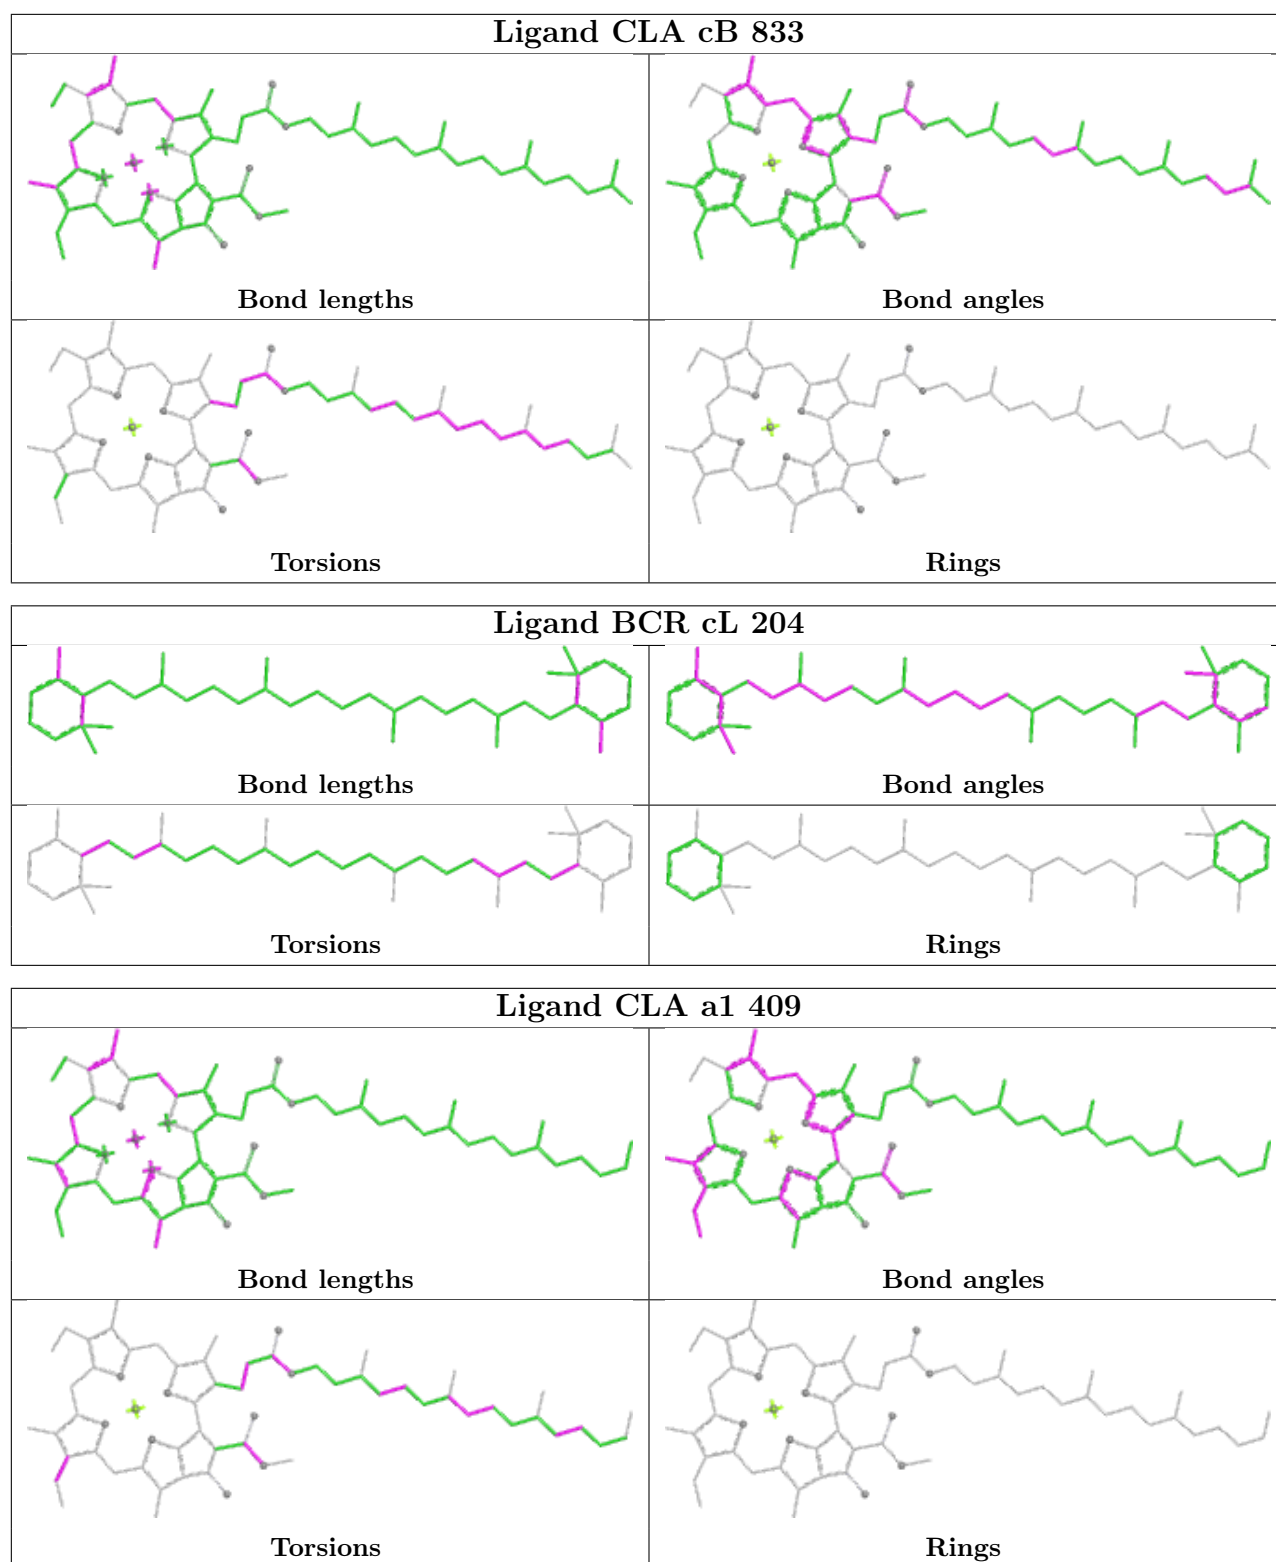 Ligand CLA cB 833
Bond lengths
Bond angles
Torsions
Rings
Ligand BCR cL 204
Bond lengths
Bond angles
Torsions
Rings
Ligand CLA a1 409
Bond lengths
Bond angles
Torsions
Rings